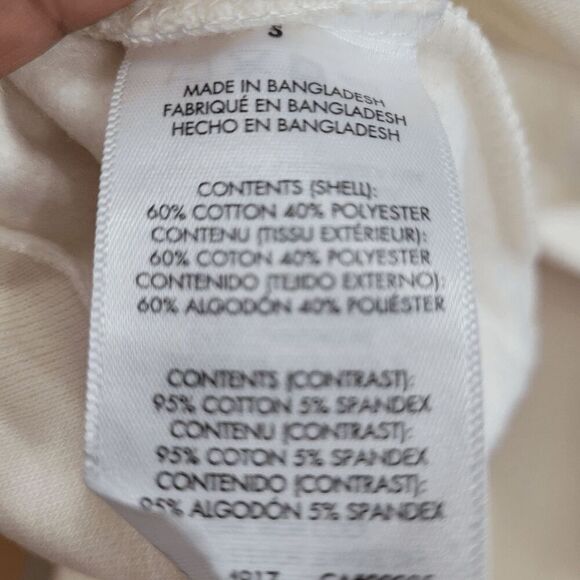 S
MADE IN BANGLADESH
FABRIQUÉ EN BANGLADESH
HECHO EN BANGLADESH
CONTENTS (SHELL):
60% COTTON 40% POLYESTER
CONTENU (TISSU EXTÉRIEUR):
60% COTON 40% POLYESTER
CONTENIDO (TEJIDO EXTERNO):
60% ALGODÓN 40% POLIÉSTER
CONTENTS (CONTRAST):
95% COTTON 5% SPANDEX
CONTENU (CONTRAST):
95% COTON 5% SPANDEX
CONTENIDO (CONTRAST):
95% ALGODÓN 5% SPANDEX